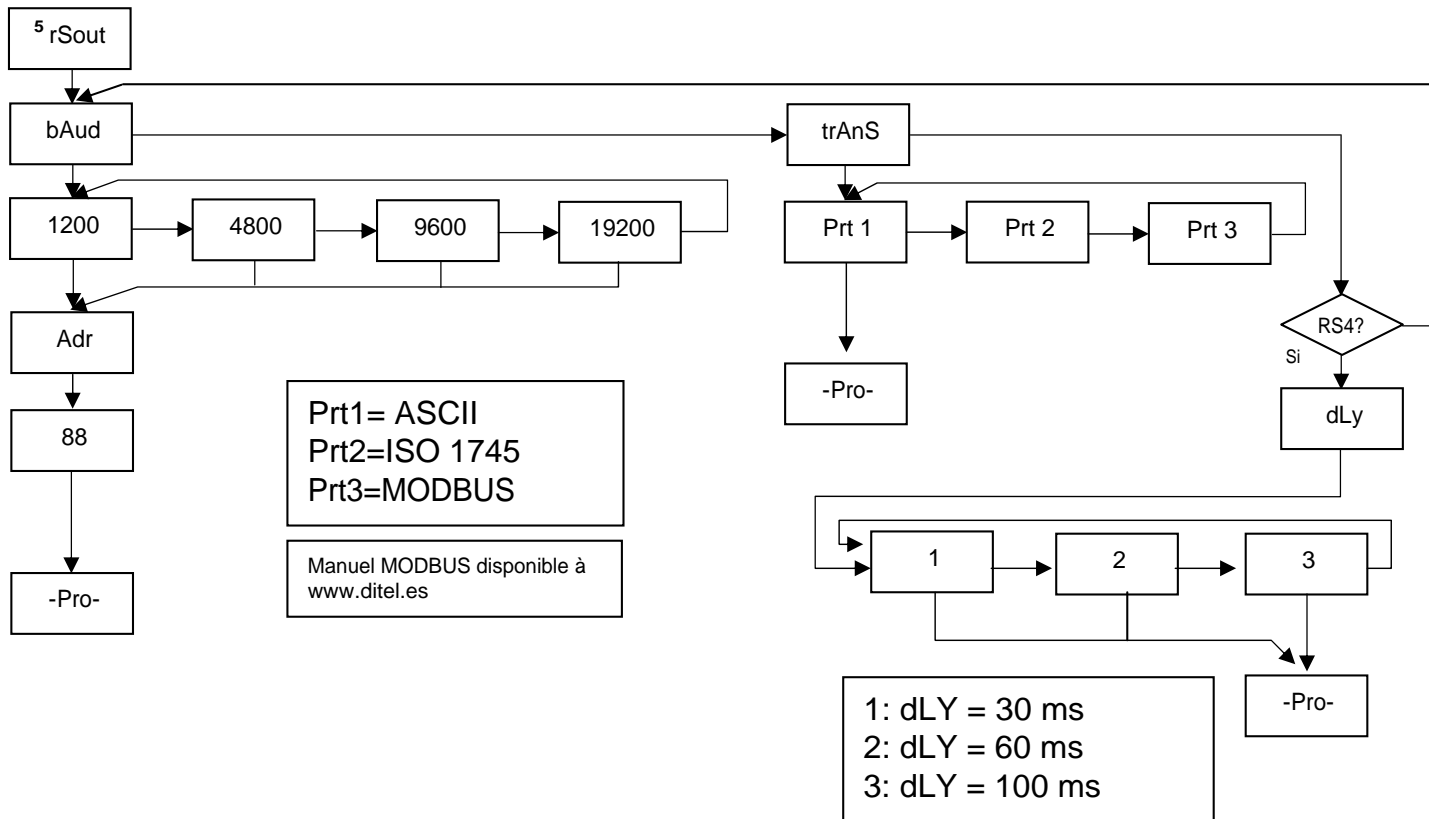 5 rSout
bAud
trAnS
1200
4800
9600
19200
Prt 1
Prt 2
Prt 3
Adr
RS4?
Si
88
-Pro-
dLy
Prt1= ASCII
Prt2=ISO 1745
Prt3=MODBUS
Manuel MODBUS disponible à
www.ditel.es
-Pro-
1
2
3
-Pro-
1: dLY = 30 ms
2: dLY = 60 ms
3: dLY = 100 ms